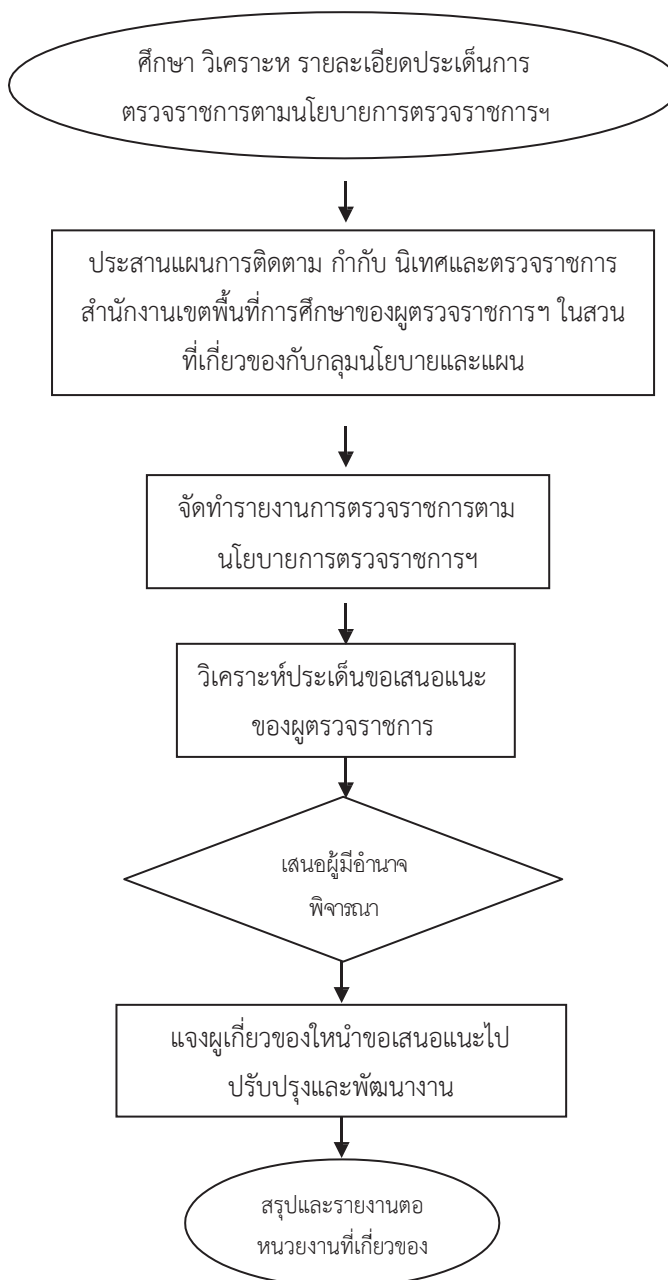 ศึกษา วิเคราะห รายละเอียดประเด็นการ
ตรวจราชการตามนโยบายการตรวจราชการฯ
ประสานแผนการติดตาม กำกับ นิเทศและตรวจราชการ
สำนักงานเขตพื้นที่การศึกษาของผูตรวจราชการฯ ในสวน
ที่เกี่ยวของกับกลุมนโยบายและแผน
จัดทำรายงานการตรวจราชการตาม
นโยบายการตรวจราชการฯ
วิเคราะห์ประเด็นขอเสนอแนะ
ของผูตรวจราชการ
เสนอผู้มีอำนาจ
พิจารณา
แจงผูเกี่ยวของใหนำขอเสนอแนะไป
ปรับปรุงและพัฒนางาน
สรุปและรายงานตอ
หนวยงานที่เกี่ยวของ